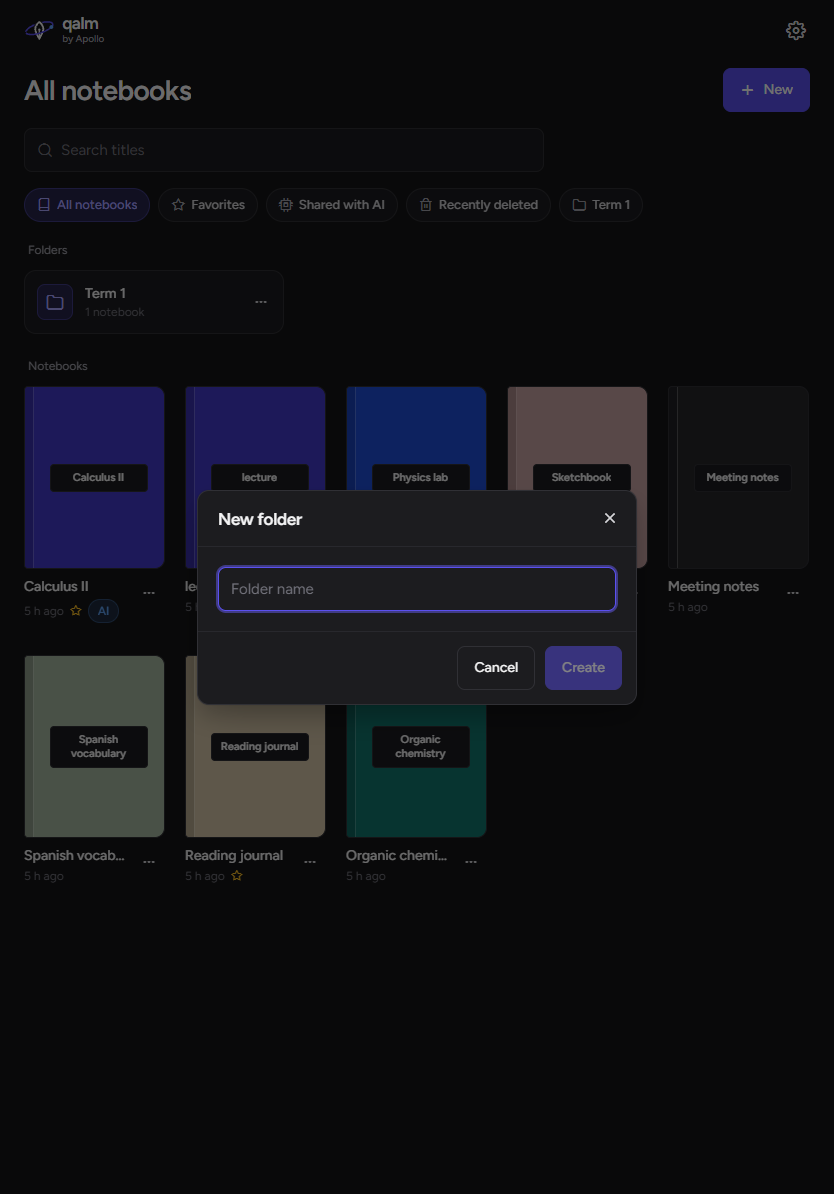 qalm
by Apollo
All notebooks
+ New
Search titles
All notebooks
Favorites
Shared with AI
Recently deleted
Term 1
Folders
Term 1
1 notebook
...
Notebooks
Calculus II
lecture
Physics lab
Sketchbook
Meeting notes
New folder
Folder name
Cancel
Create
Calculus II
...
5 h ago
AI
Meeting notes
...
5 h ago
Spanish
vocabulary
Reading journal
Organic
chemistry
Spanish vocab...
...
5 h ago
Reading journal
...
5 h ago
Organic chemi...
...
5 h ago